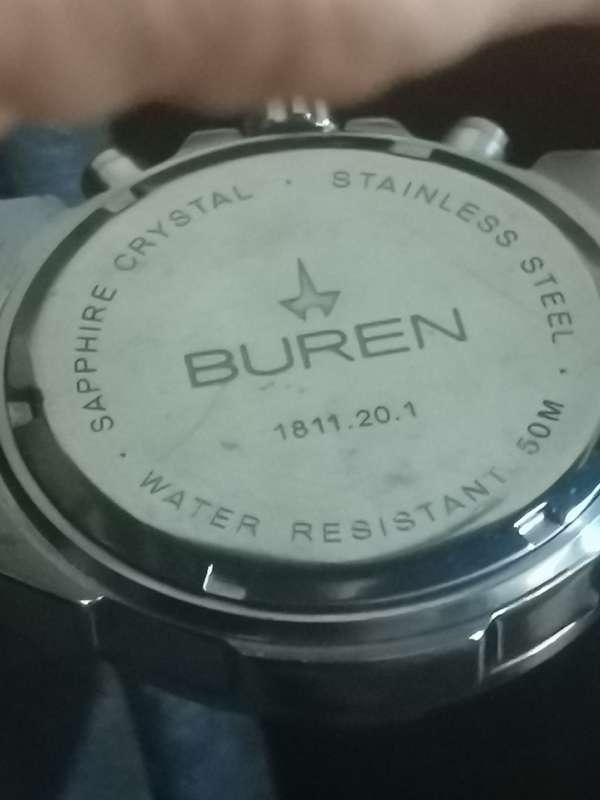 SAPPHIRE CRYSTAL · STAINLESS STEEL ·
BUREN
1811.20.1
· WATER RESISTANT 50M